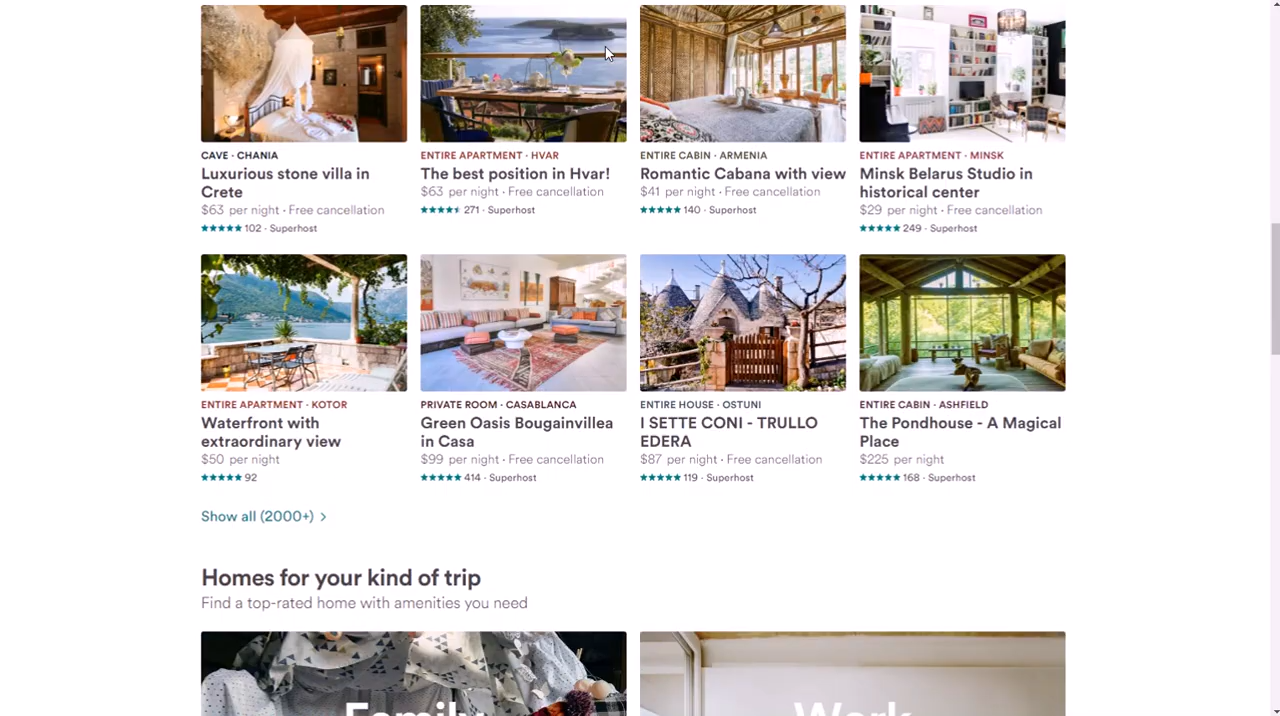 CAVE · CHANIA
Luxurious stone villa in
Crete
$63 per night · Free cancellation
102 · Superhost
ENTIRE APARTMENT · HVAR
The best position in Hvar!
$63 per night · Free cancellation
271 · Superhost
ENTIRE CABIN · ARMENIA
Romantic Cabana with view
$41 per night · Free cancellation
140 · Superhost
ENTIRE APARTMENT · MINSK
Minsk Belarus Studio in
historical center
$29 per night · Free cancellation
249 · Superhost
ENTIRE APARTMENT · KOTOR
Waterfront with
extraordinary view
$50 per night
92
PRIVATE ROOM · CASABLANCA
Green Oasis Bougainvillea
in Casa
$99 per night · Free cancellation
414 · Superhost
ENTIRE HOUSE · OSTUNI
I SETTE CONI - TRULLO
EDERA
$87 per night · Free cancellation
119 · Superhost
ENTIRE CABIN · ASHFIELD
The Pondhouse - A Magical
Place
$225 per night
168 · Superhost
Show all (2000+) >
Homes for your kind of trip
Find a top-rated home with amenities you need
Family
Work